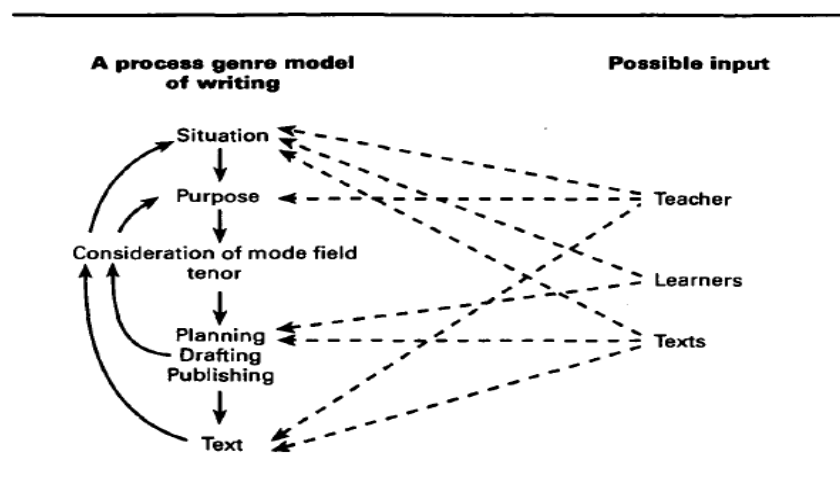 A process genre model
of writing
Possible input
Situation
Purpose
Teacher
Consideration of mode field
tenor
Learners
Planning
Drafting
Publishing
Texts
Text